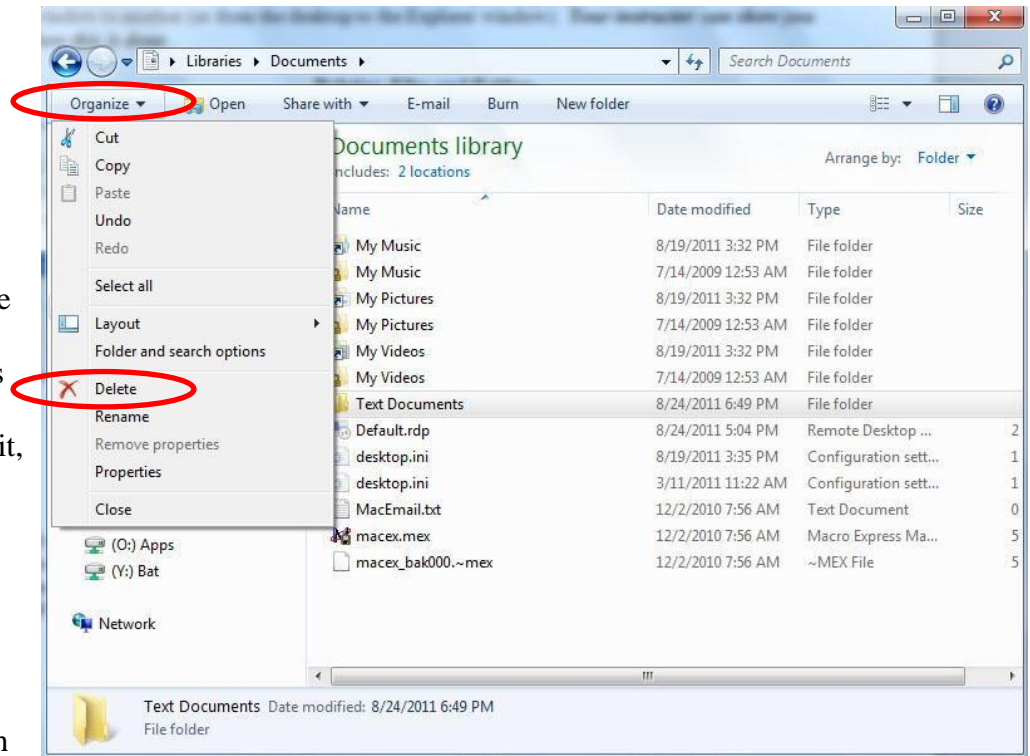 Libraries ▸ Documents ▸
Search Documents
Organize Open Share with E-mail Burn New folder
Cut
Copy
Paste
Undo
Redo
Select all
Layout
Folder and search options
Delete
Rename
Remove properties
Properties
Close
(O:) Apps
(Y:) Bat
Network
Documents library
ncludes: 2 locations
Arrange by: Folder
Name Date modified Type Size
My Music 8/19/2011 3:32 PM File folder
My Music 7/14/2009 12:53 AM File folder
My Pictures 8/19/2011 3:32 PM File folder
My Pictures 7/14/2009 12:53 AM File folder
My Videos 8/19/2011 3:32 PM File folder
My Videos 7/14/2009 12:53 AM File folder
Text Documents 8/24/2011 6:49 PM File folder
Default.rdp 8/24/2011 5:04 PM Remote Desktop ... 2
desktop.ini 8/19/2011 3:35 PM Configuration sett... 1
desktop.ini 3/11/2011 11:22 AM Configuration sett... 1
MacEmail.txt 12/2/2010 7:56 AM Text Document 0
macex.mex 12/2/2010 7:56 AM Macro Express Ma... 5
macex_bak000.~mex 12/2/2010 7:56 AM ~MEX File 5
Text Documents Date modified: 8/24/2011 6:49 PM
File folder
e
s
it,
n